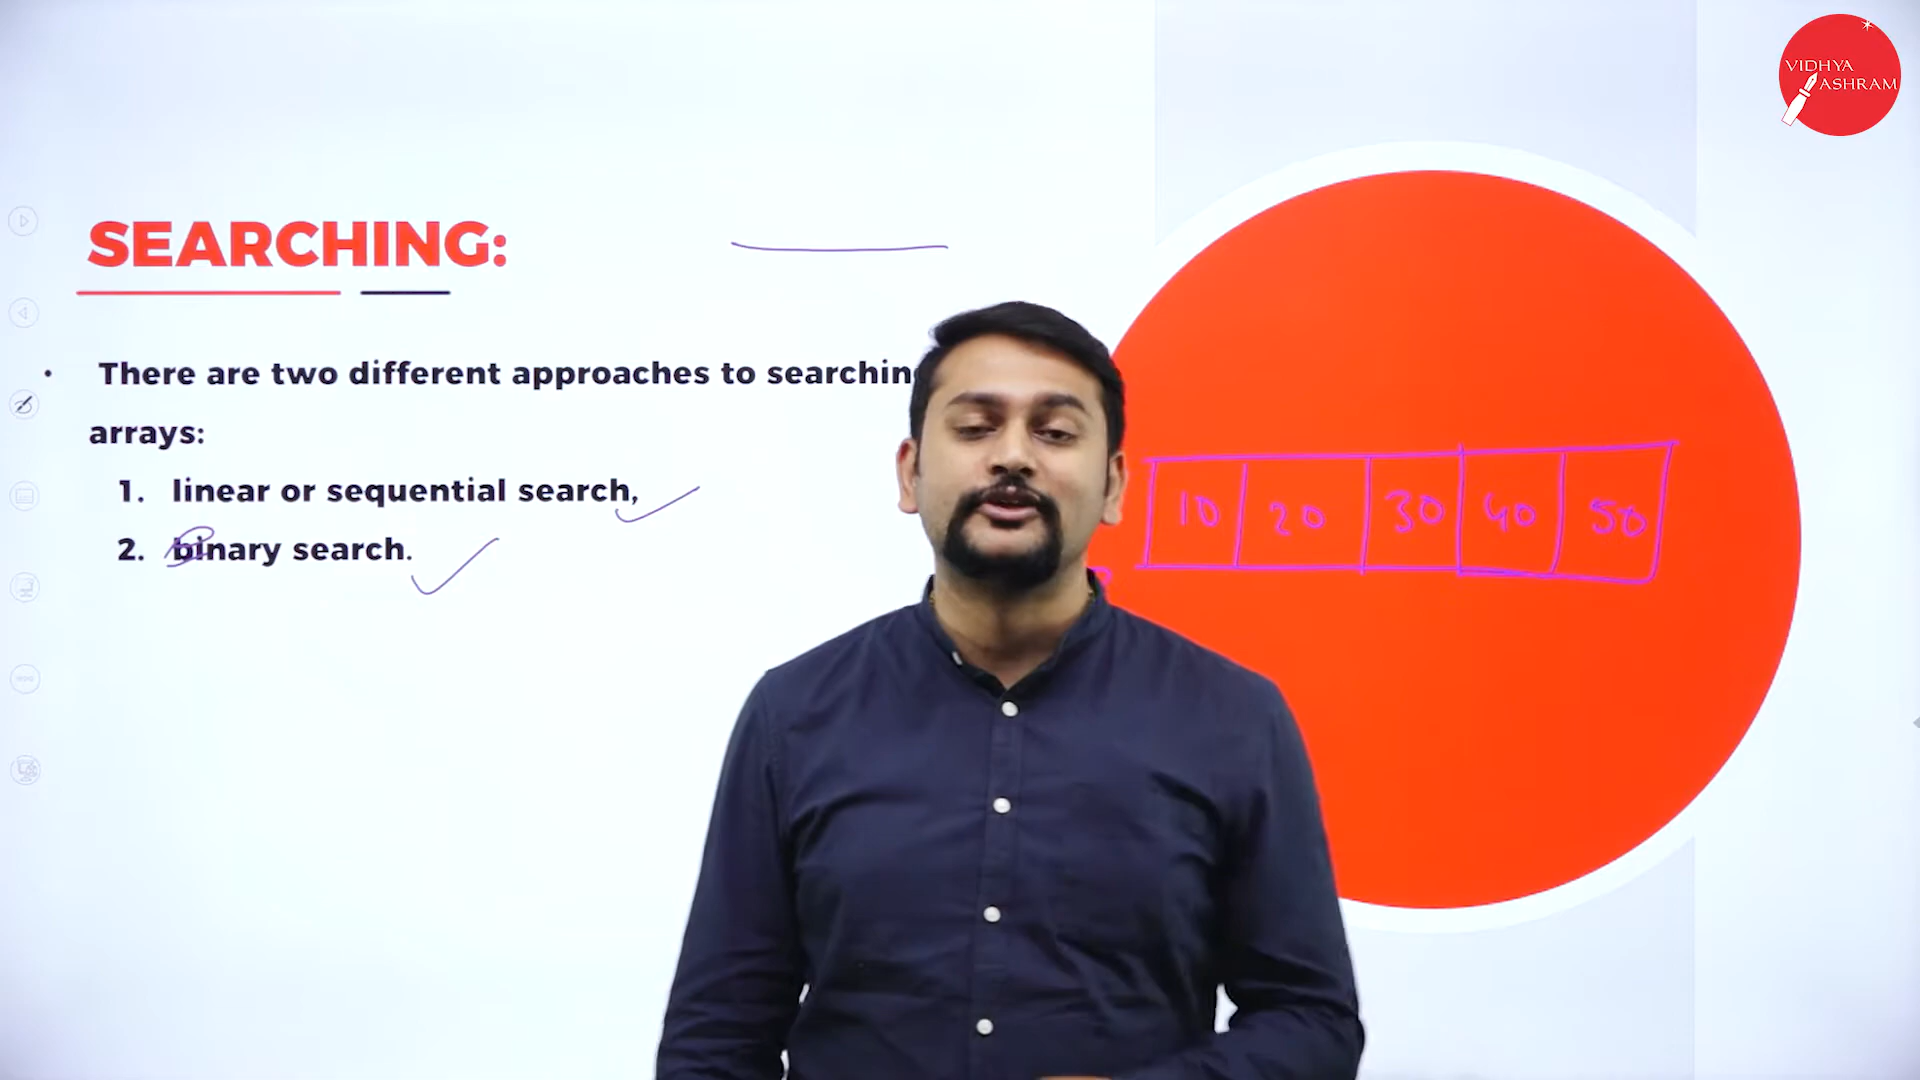 VIDHYA
ASHRAM
SEARCHING:
• There are two different approaches to searching
arrays:
1. linear or sequential search,
2. binary search.
10 20 30 40 50